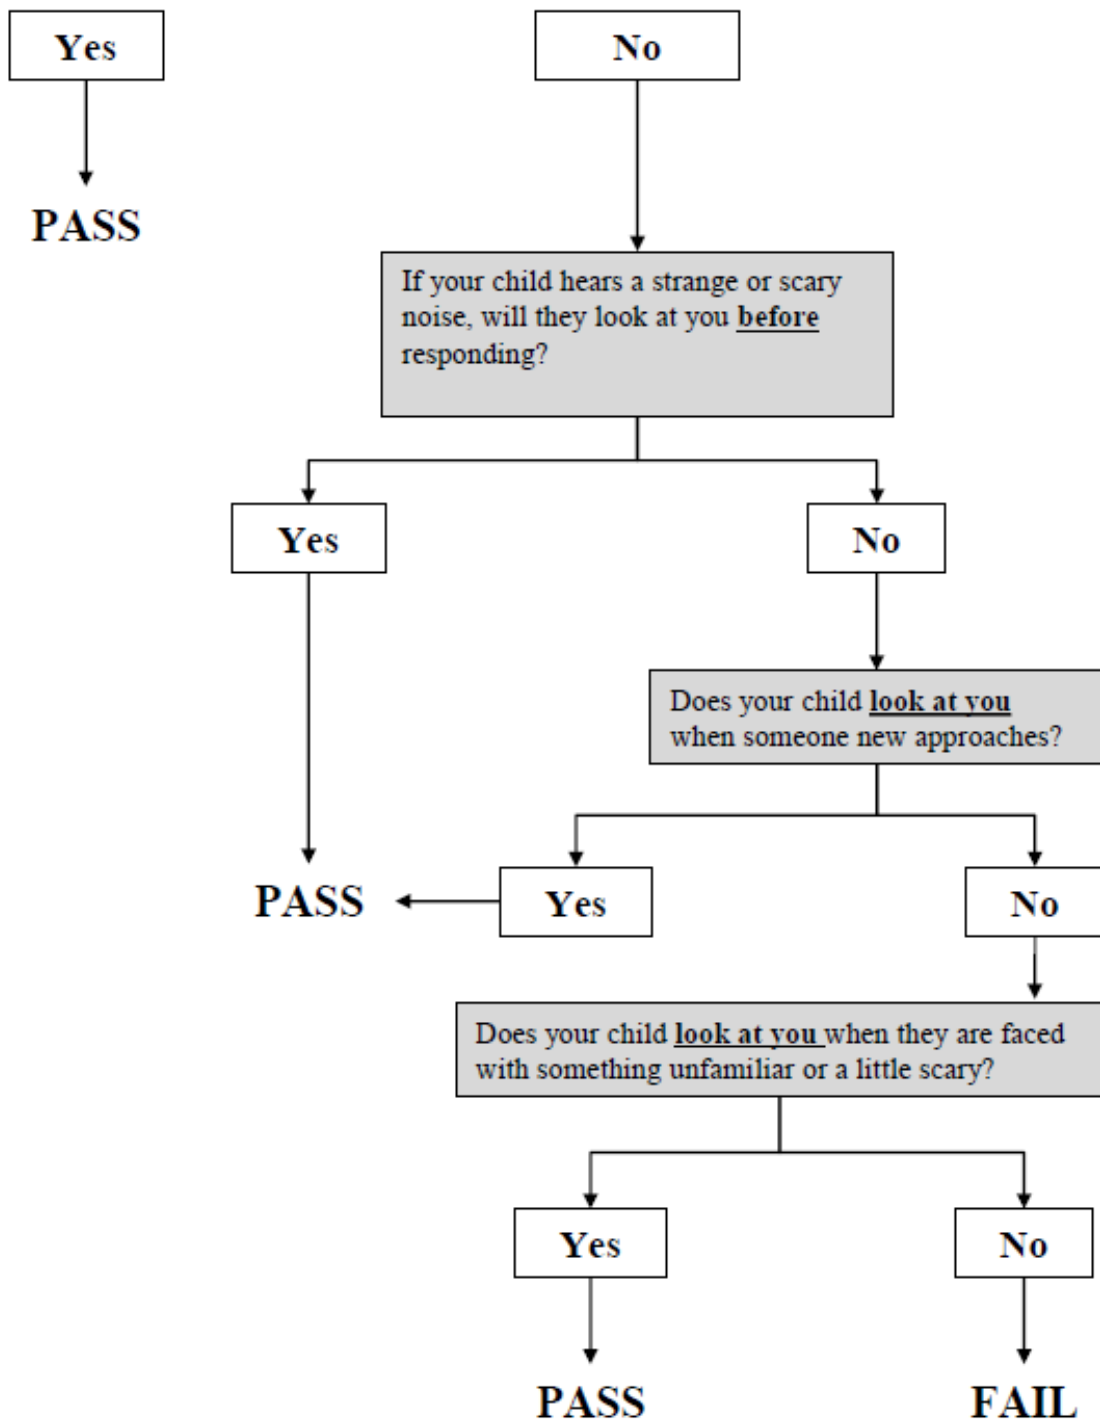 Yes
No
PASS
If your child hears a strange or scary
noise, will they look at you before
responding?
Yes
No
Does your child look at you
when someone new approaches?
PASS
Yes
No
Does your child look at you when they are faced
with something unfamiliar or a little scary?
Yes
No
PASS
FAIL